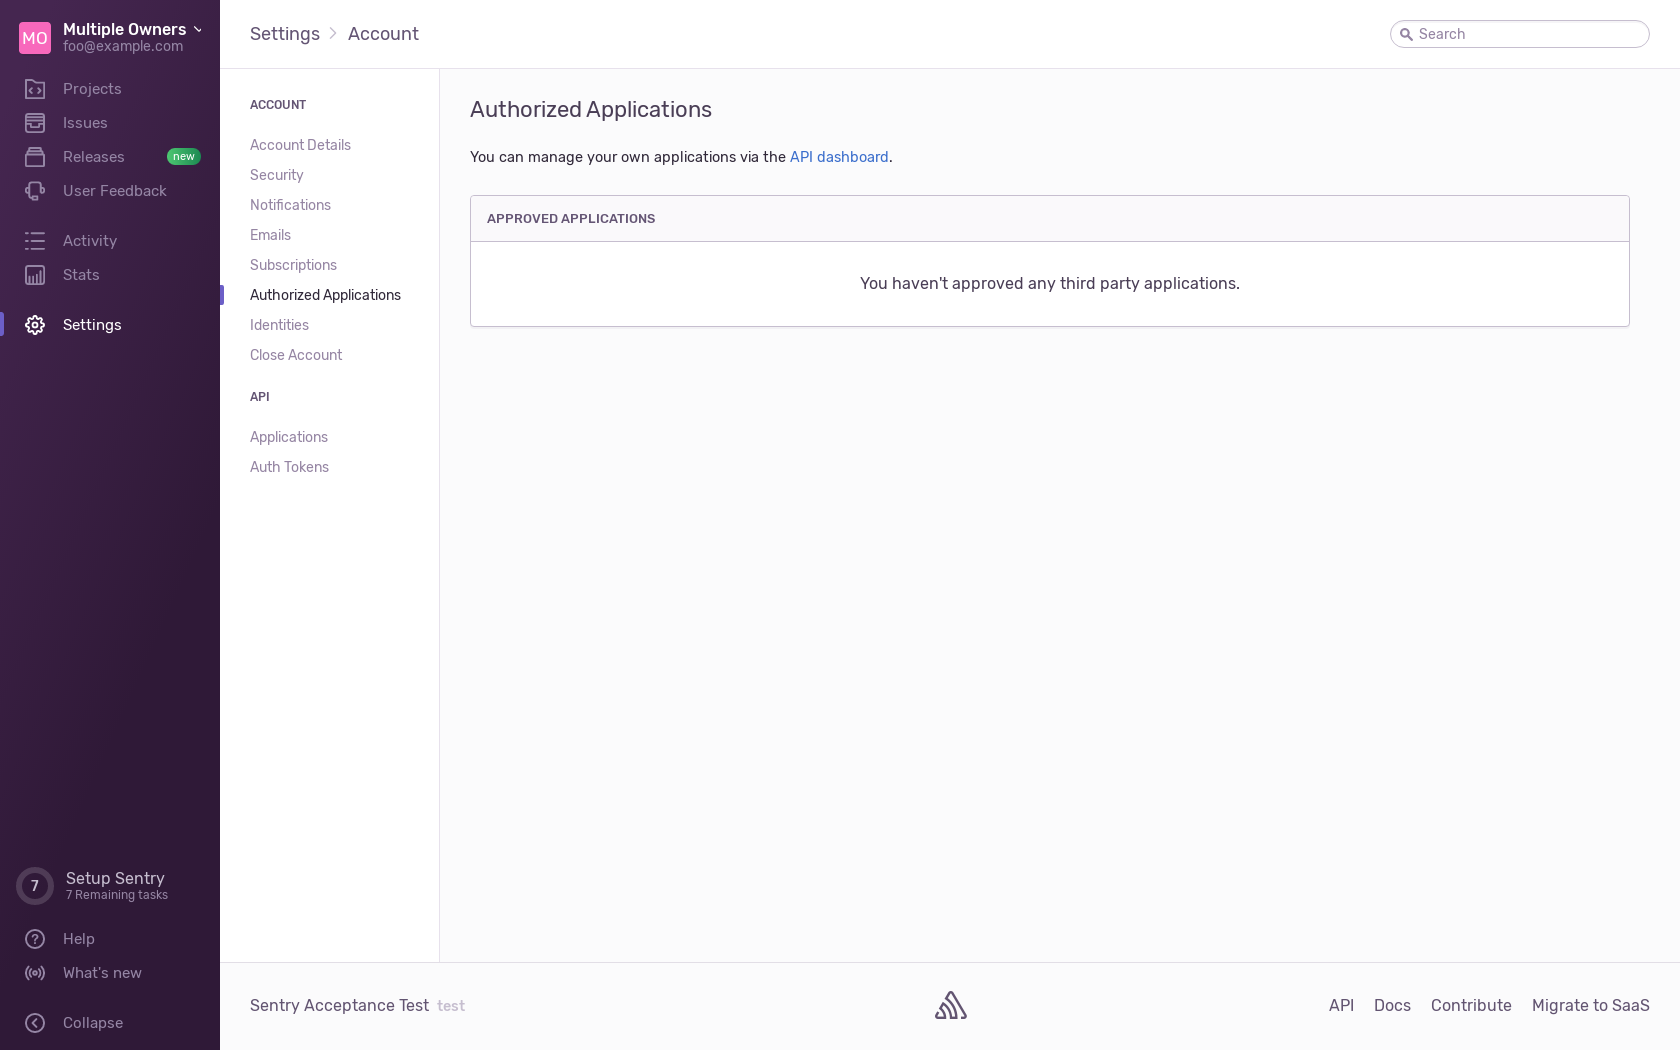 MO
Multiple Owners
foo@example.com
Projects
Issues
Releases new
User Feedback
Activity
Stats
Settings
7
Setup Sentry
7 Remaining tasks
Help
What's new
Collapse
Settings Account
Search
ACCOUNT
Account Details
Security
Notifications
Emails
Subscriptions
Authorized Applications
Identities
Close Account
API
Applications
Auth Tokens
Authorized Applications
You can manage your own applications via the API dashboard.
APPROVED APPLICATIONS
You haven't approved any third party applications.
Sentry Acceptance Test test
API Docs Contribute Migrate to SaaS